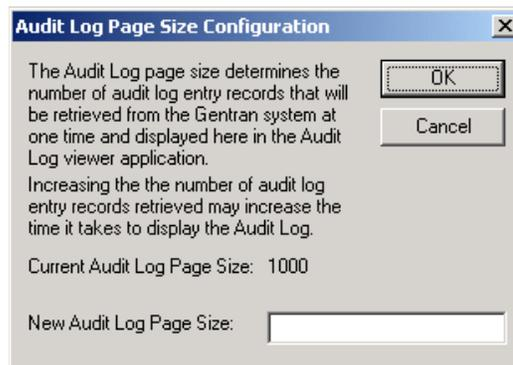 Audit Log Page Size Configuration
The Audit Log page size determines the
number of audit log entry records that will
be retrieved from the Gentran system at
one time and displayed here in the Audit
Log viewer application.
Increasing the the number of audit log
entry records retrieved may increase the
time it takes to display the Audit Log.
OK
Cancel
Current Audit Log Page Size: 1000
New Audit Log Page Size: